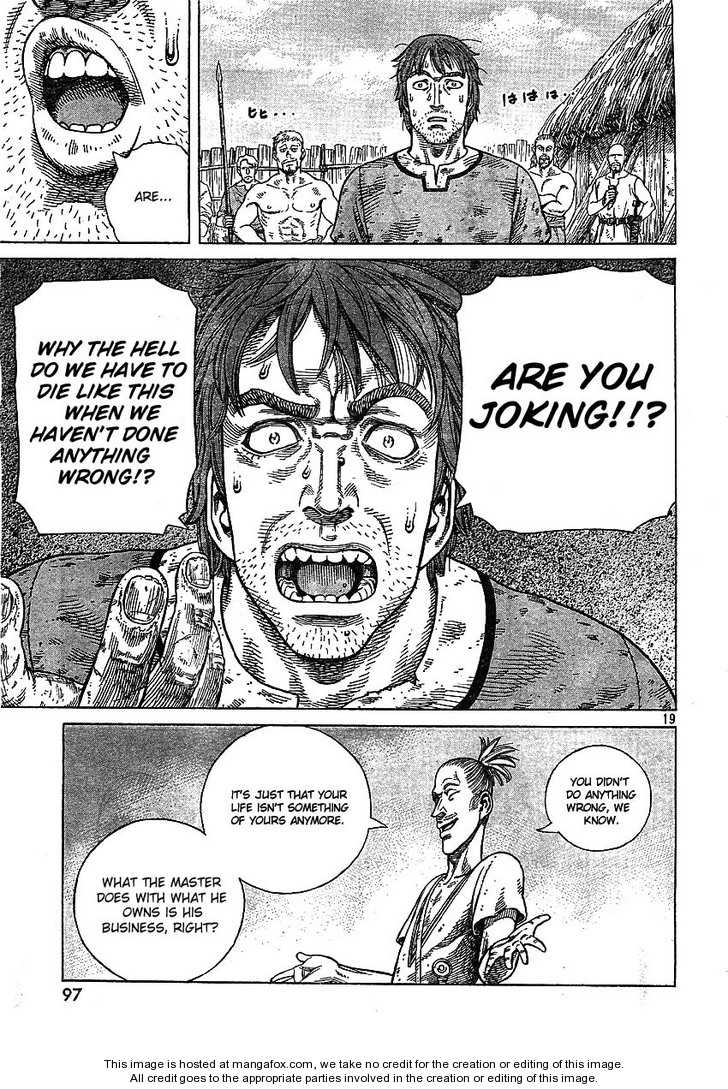 ははは…
ヒヒ...
ARE...
ARE YOU
JOKING!!?
WHY THE HELL
DO WE HAVE TO
DIE LIKE THIS
WHEN WE
HAVEN'T DONE
ANYTHING
WRONG!?
19
YOU DIDN'T
DO ANYTHING
WRONG, WE
KNOW.
IT'S JUST THAT YOUR
LIFE ISN'T SOMETHING
OF YOURS ANYMORE.
WHAT THE MASTER
DOES WITH WHAT HE
OWNS IS HIS
BUSINESS, RIGHT?
97
This image is hosted at mangafox.com, we take no credit for the creation or editing of this image.
All credit goes to the appropriate parties involved in the creation or editing of this image.